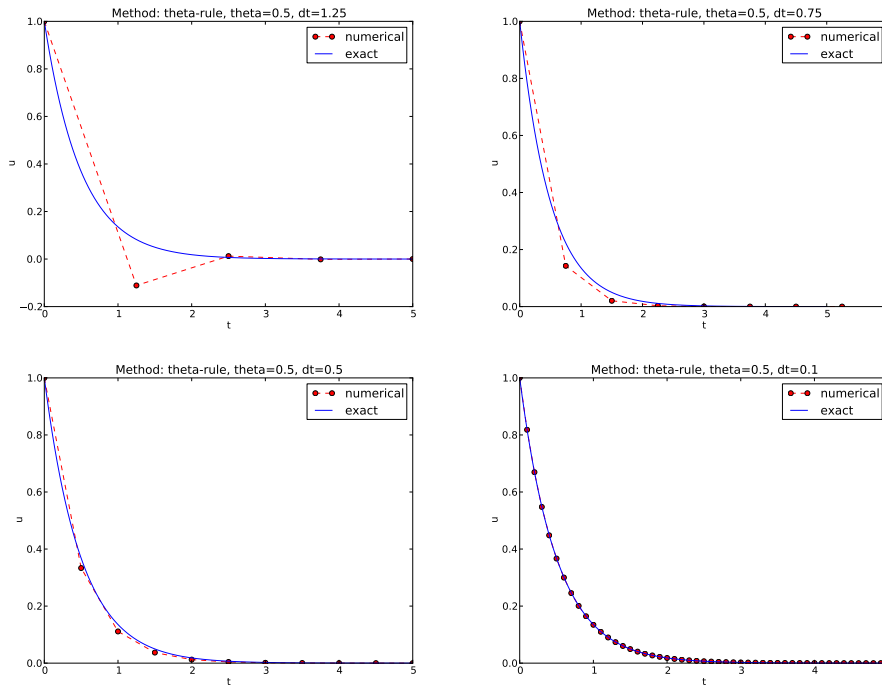 Method: theta-rule, theta=0.5, dt=1.25
1.0
0.8
0.6
0.4
0.2
0.0
−0.2
u
0 1 2 3 4 5
t
numerical
exact
Method: theta-rule, theta=0.5, dt=0.75
1.0
0.8
0.6
0.4
0.2
0.0
u
0 1 2 3 4
t
numerical
exact
Method: theta-rule, theta=0.5, dt=0.5
1.0
0.8
0.6
0.4
0.2
0.0
u
0 1 2 3 4 5
t
numerical
exact
Method: theta-rule, theta=0.5, dt=0.1
1.0
0.8
0.6
0.4
0.2
0.0
u
0 1 2 3 4
t
numerical
exact